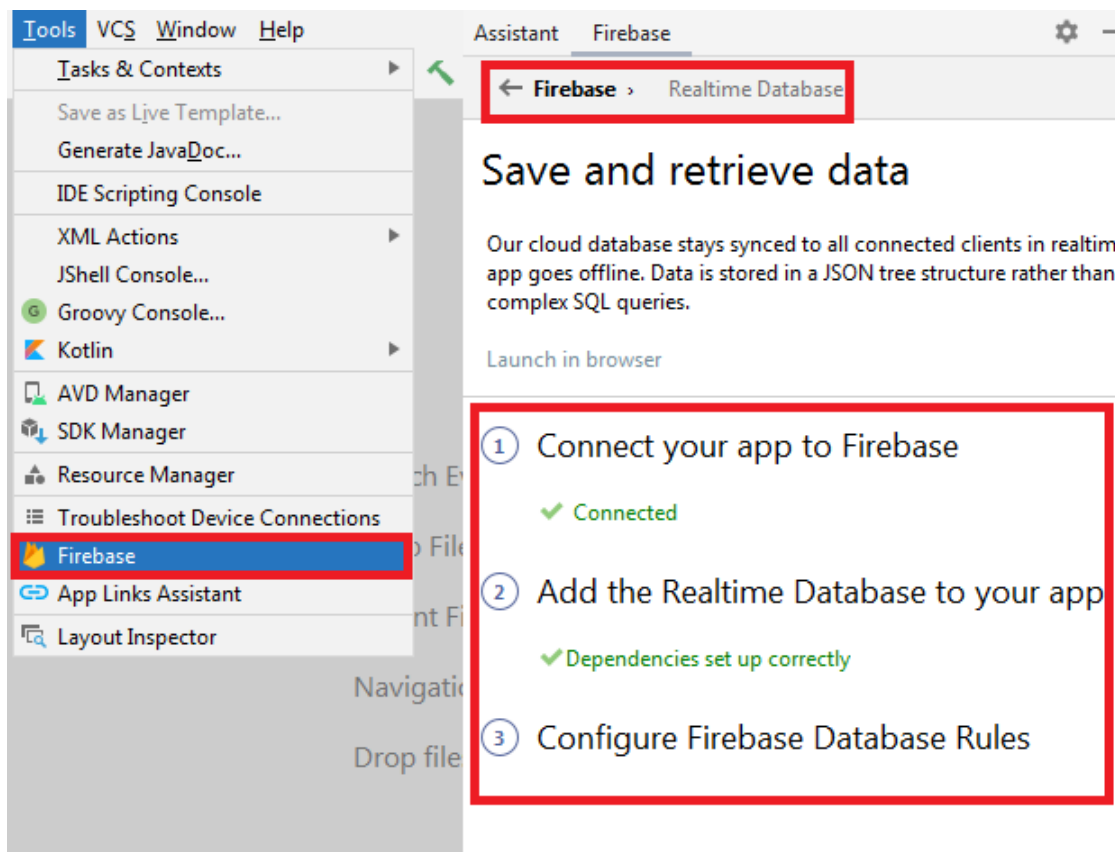 Tools VCS Window Help
Tasks & Contexts
Save as Live Template...
Generate JavaDoc...
IDE Scripting Console
XML Actions
JShell Console...
G Groovy Console...
Kotlin
AVD Manager
SDK Manager
Resource Manager
Troubleshoot Device Connections
Firebase
App Links Assistant
Layout Inspector
Drop file
Assistant Firebase
← Firebase › Realtime Database
Save and retrieve data
Our cloud database stays synced to all connected clients in realtim
app goes offline. Data is stored in a JSON tree structure rather than
complex SQL queries.
Launch in browser
1 Connect your app to Firebase
Connected
2 Add the Realtime Database to your app
Dependencies set up correctly
3 Configure Firebase Database Rules